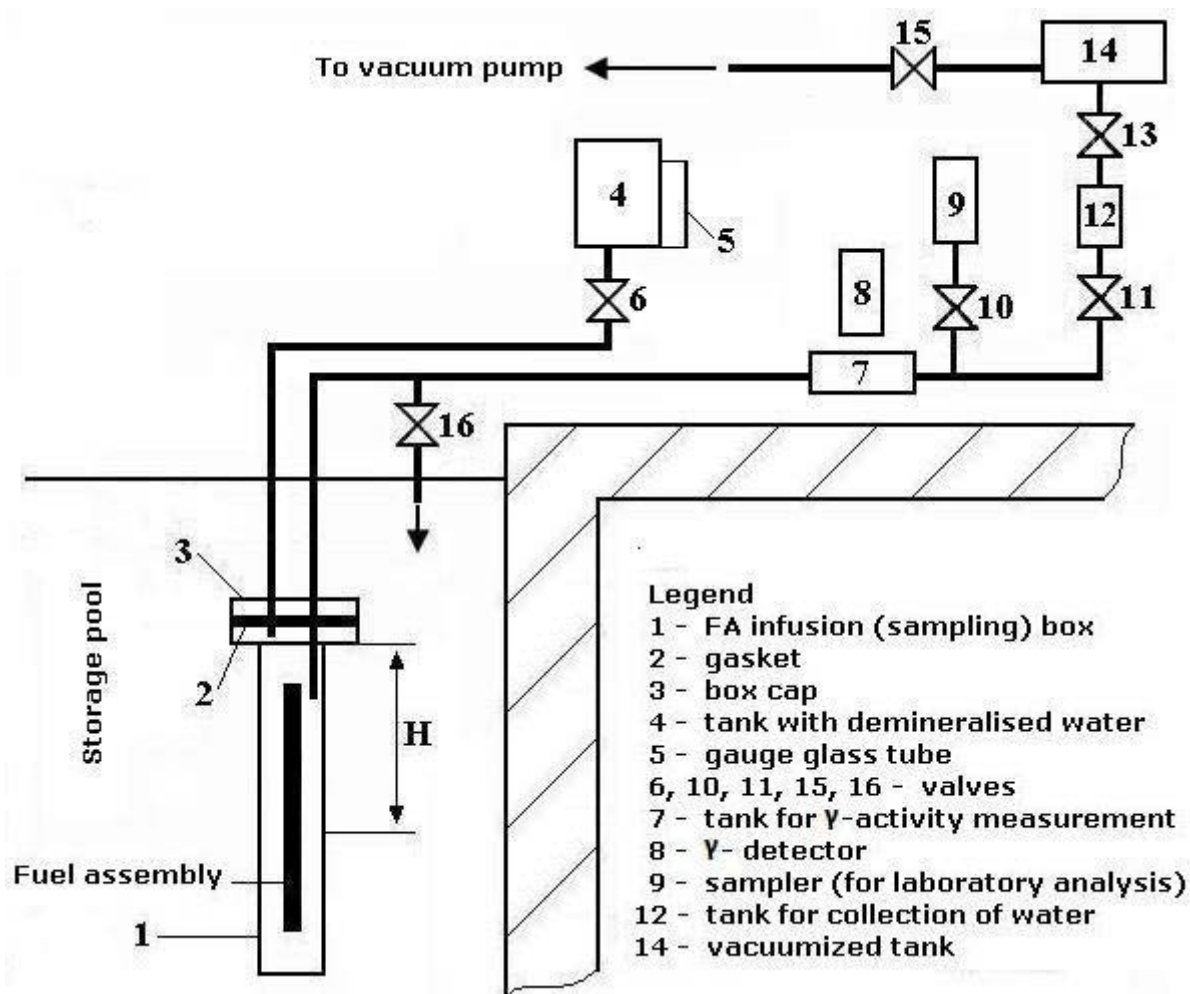 15
14
To vacuum pump
13
4
9
12
5
8
6
10
11
7
16
3
Storage pool
2
H
Fuel assembly
1
Legend
1 - FA infusion (sampling) box
2 - gasket
3 - box cap
4 - tank with demineralised water
5 - gauge glass tube
6, 10, 11, 15, 16 - valves
7 - tank for γ-activity measurement
8 - γ- detector
9 - sampler (for laboratory analysis)
12 - tank for collection of water
14 - vacuumized tank